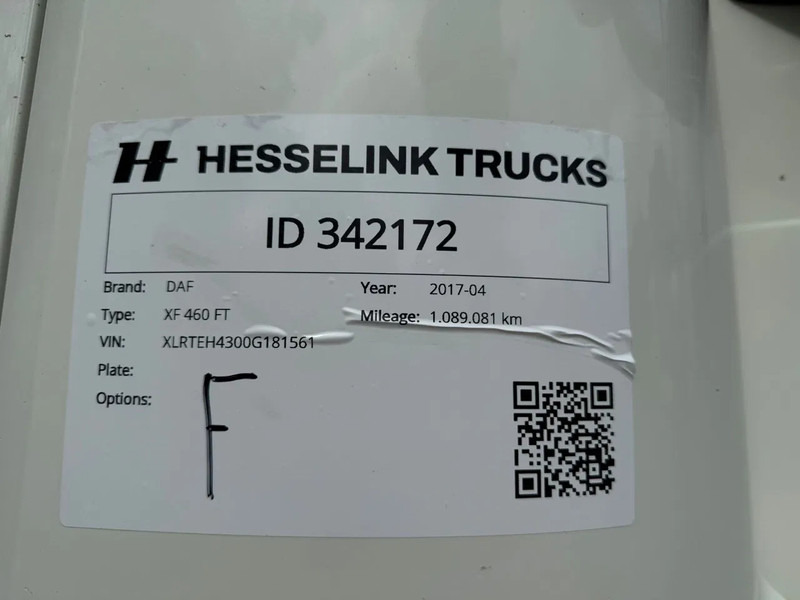 H HESSELINK TRUCKS
ID 342172
Brand: DAF Year: 2017-04
Type: XF 460 FT Mileage: 1.089.081 km
VIN: XLRTEH4300G181561
Plate:
Options: F